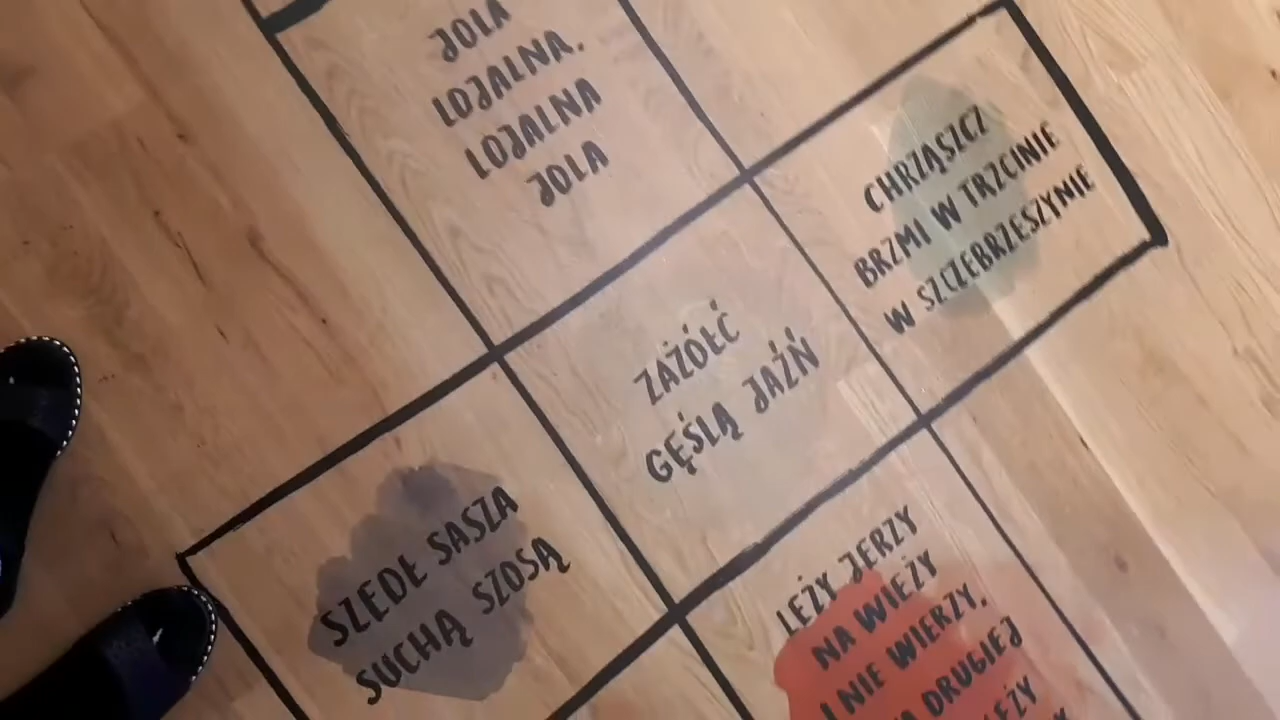 JOLA
LOJALNA.
LOJALNA
JOLA
CHRZĄSZCZ
BRZMI W TRZCINIE
W SZCZEBRZESZYNIE
ZAŻÓŁĆ
GĘŚLĄ JAŹŃ
SZEDŁ SASZA
SUCHĄ SZOSĄ
LEŻY JERZY
NA WIEŻY
I NIE WIERZY,
DRUGIEJ